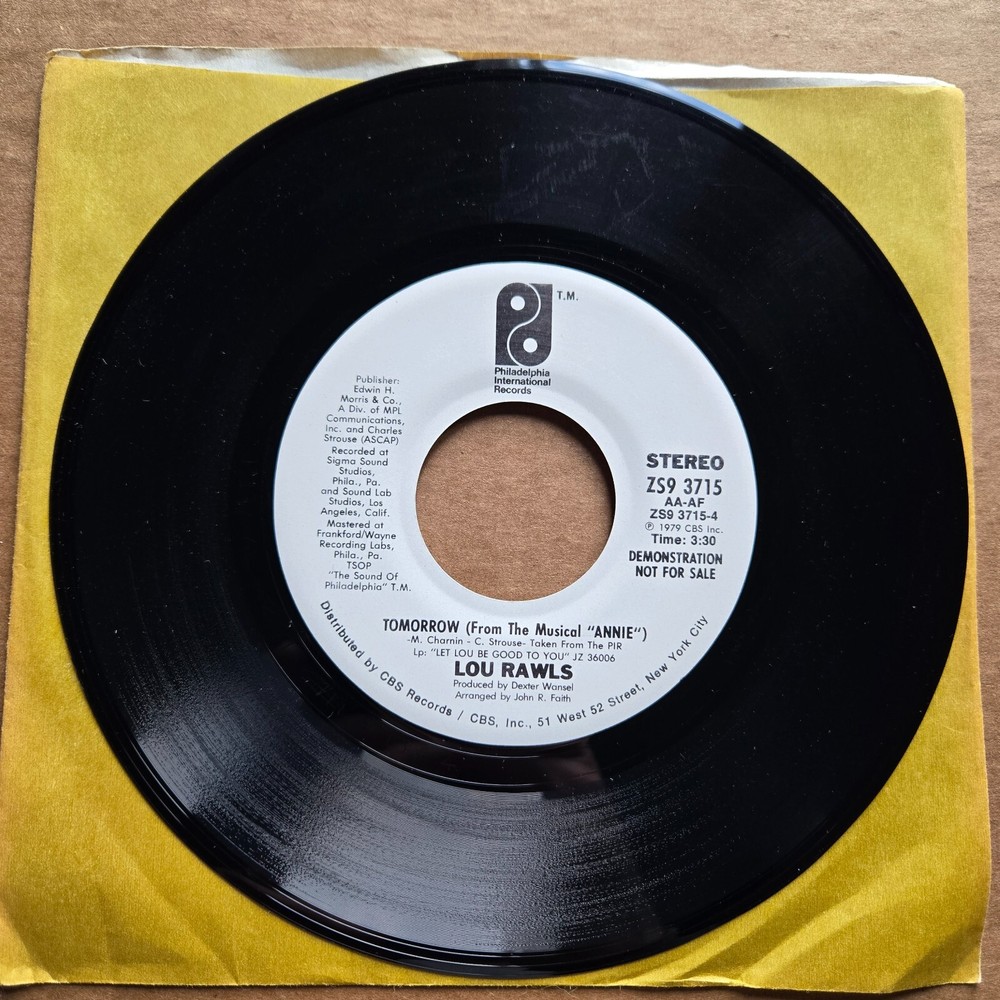 T.M.
Philadelphia
International
Records
Publisher:
Edwin H.
Morris & Co.,
A Div. of MPL
Communications,
Inc. and Charles
Strouse (ASCAP)
Recorded at
Sigma Sound
Studios,
Phila., Pa.
and Sound Lab
Studios, Los
Angeles, Calif.
Mastered at
Frankford/Wayne
Recording Labs,
Phila., Pa.
TSOP
"The Sound Of
Philadelphia" T.M.
STEREO
ZS9 3715
AA-AF
ZS9 3715-4
℗ 1979 CBS Inc.
Time: 3:30
DEMONSTRATION
NOT FOR SALE
TOMORROW (From The Musical "ANNIE")
-M. Charnin - C. Strouse- Taken From The PIR
Lp: "LET LOU BE GOOD TO YOU" JZ 36006
LOU RAWLS
Produced by Dexter Wansel
Arranged by John R. Faith
Distributed by CBS Records / CBS, Inc., 51 West 52 Street, New York City